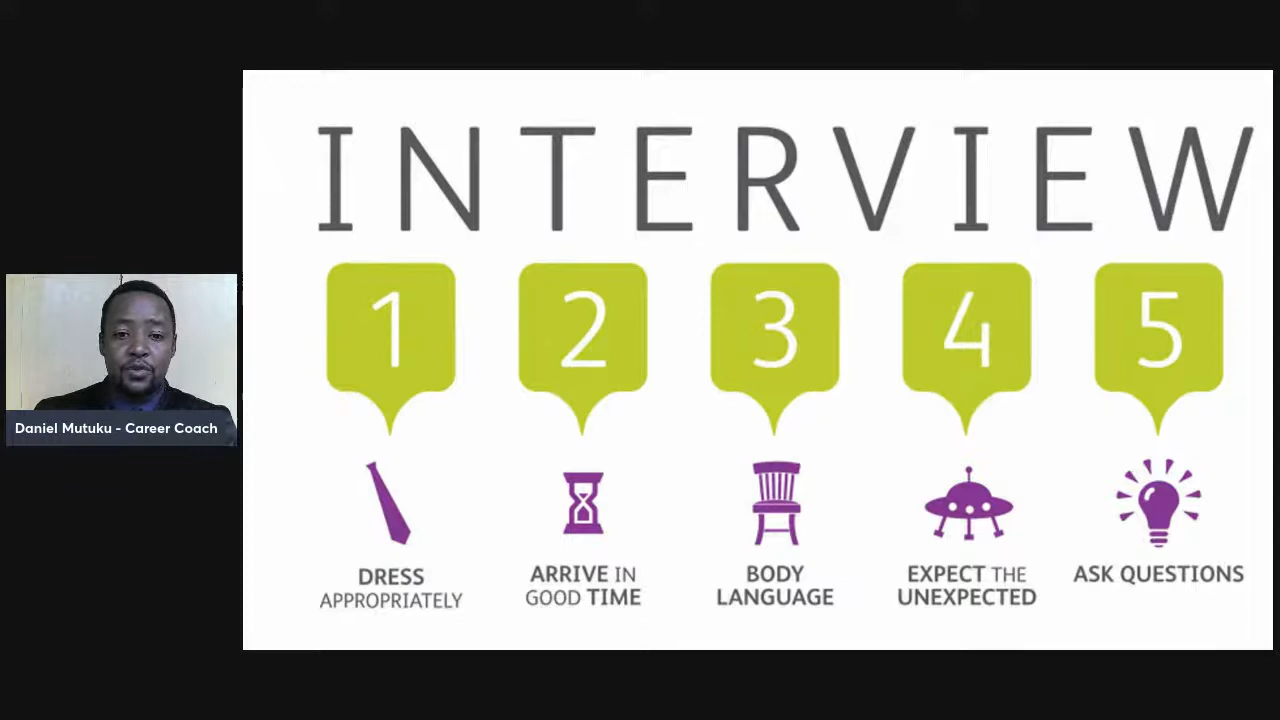 INTERVIEW
1 2 3 4 5
DRESS
APPROPRIATELY
ARRIVE IN
GOOD TIME
BODY
LANGUAGE
EXPECT THE
UNEXPECTED
ASK QUESTIONS
Daniel Mutuku - Career Coach